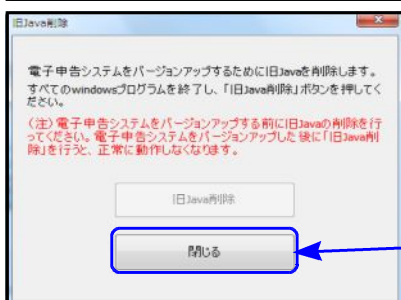 旧Java削除
電子申告システムをバージョンアップするために旧Javaを削除します。
すべてのwindowsプログラムを終了し、「旧Java削除」ボタンを押してく
ださい。
(注)電子申告システムをバージョンアップする前に旧Javaの削除を行
ってください。電子申告システムをバージョンアップした後に「旧Java削
除」を行うと、正常に動作しなくなります。
旧Java削除
閉じる